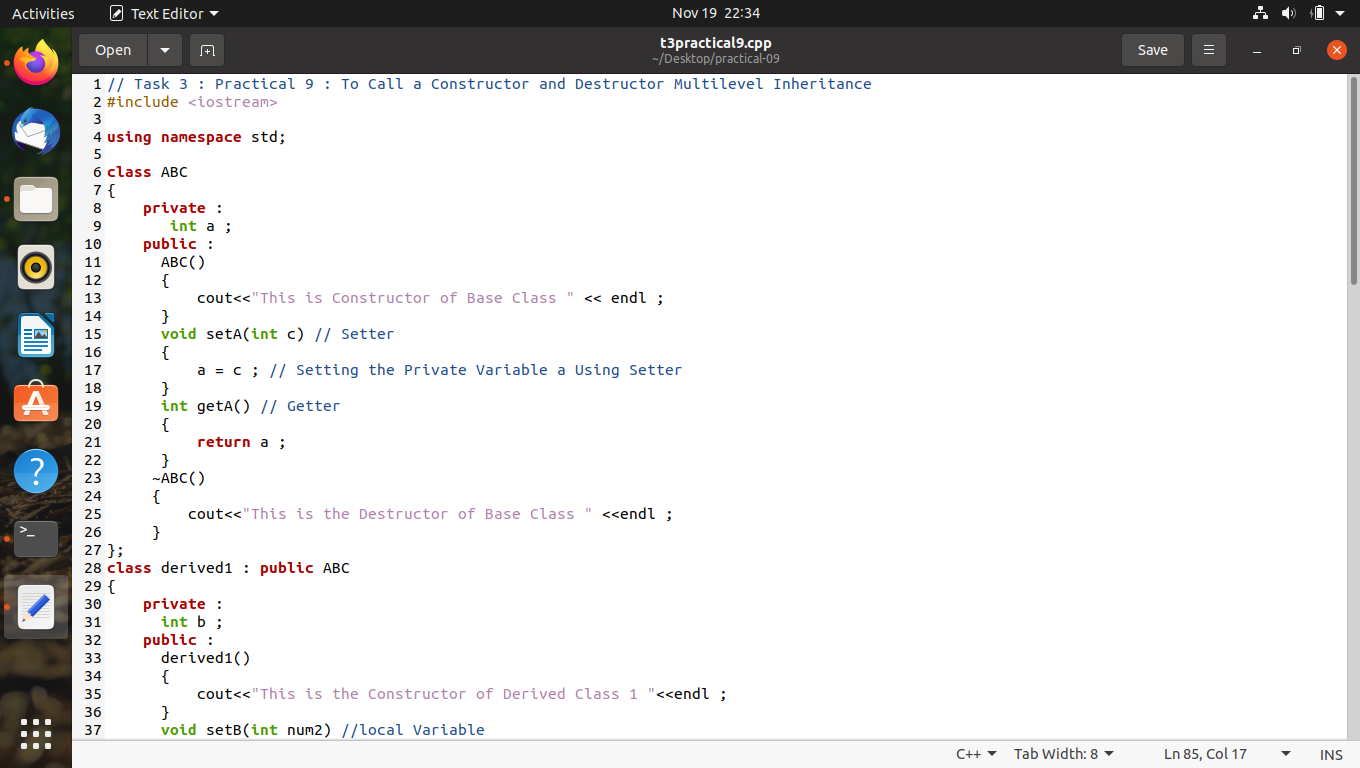 Activities Text Editor Nov 19 22:34
Open t3practical9.cpp Save
~/Desktop/practical-09
1 // Task 3 : Practical 9 : To Call a Constructor and Destructor Multilevel Inheritance
2 #include <iostream>
3
4 using namespace std;
5
6 class ABC
7 {
8     private :
9        int a ;
10     public :
11       ABC()
12       {
13           cout<<"This is Constructor of Base Class " << endl ;
14       }
15       void setA(int c) // Setter
16       {
17           a = c ; // Setting the Private Variable a Using Setter
18       }
19       int getA() // Getter
20       {
21           return a ;
22       }
23      ~ABC()
24      {
25          cout<<"This is the Destructor of Base Class " <<endl ;
26      }
27 };
28 class derived1 : public ABC
29 {
30     private :
31       int b ;
32     public :
33       derived1()
34       {
35           cout<<"This is the Constructor of Derived Class 1 "<<endl ;
36       }
37       void setB(int num2) //local Variable
C++ Tab Width: 8 Ln 85, Col 17 INS